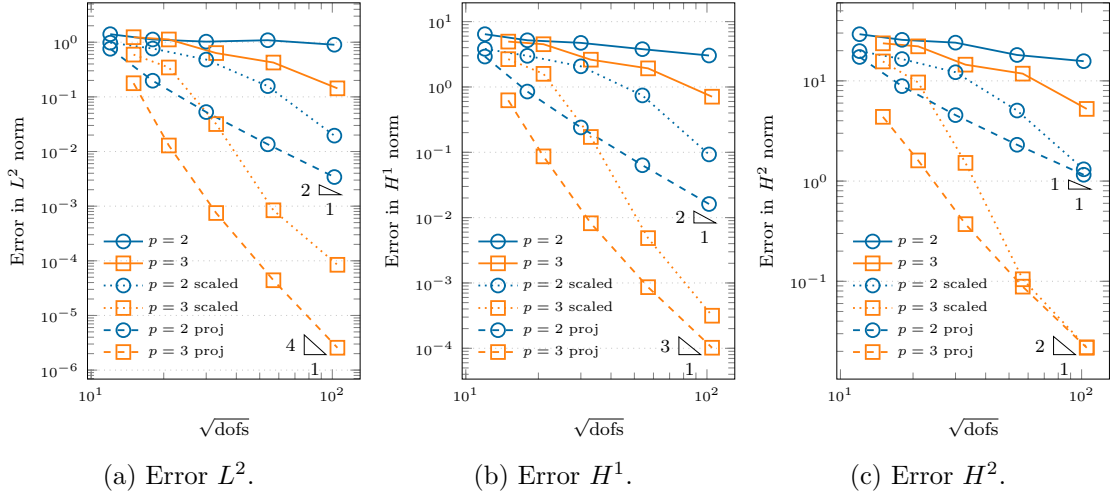 10^1
10^0
10^−1
10^−2
10^−3
10^−4
10^−5
10^−6
Error in L^2 norm
p = 2
p = 3
p = 2 scaled
p = 3 scaled
p = 2 proj
p = 3 proj
2
1
4
1
10^1
10^2
√dofs
(a) Error L^2.
10^1
10^0
10^−1
10^−2
10^−3
10^−4
Error in H^1 norm
p = 2
p = 3
p = 2 scaled
p = 3 scaled
p = 2 proj
p = 3 proj
2
1
3
1
10^1
10^2
√dofs
(b) Error H^1.
10^1
10^0
10^−1
Error in H^2 norm
p = 2
p = 3
p = 2 scaled
p = 3 scaled
p = 2 proj
p = 3 proj
1
1
2
1
10^1
10^2
√dofs
(c) Error H^2.